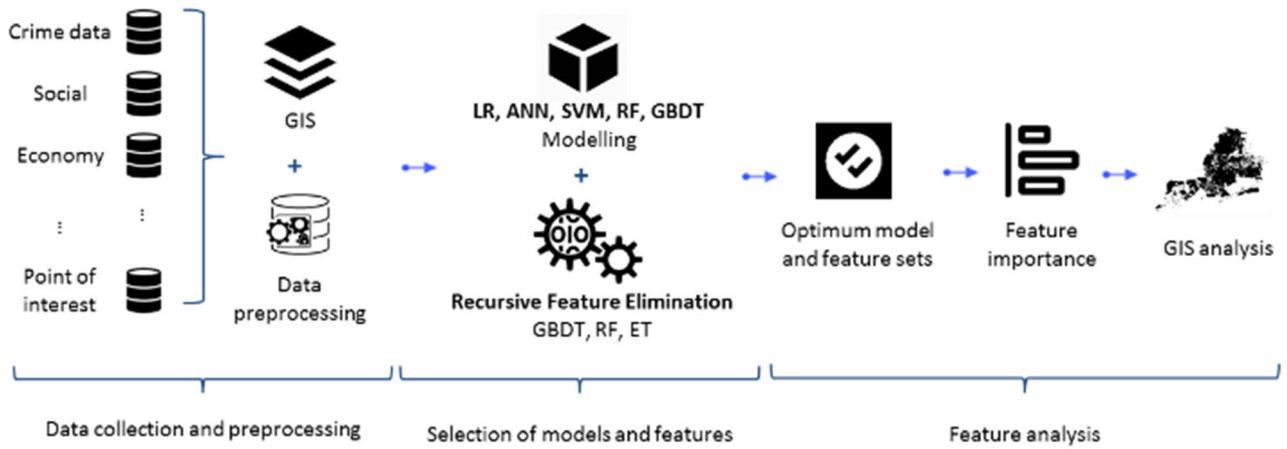 Crime data
Social
Economy
...
...
Point of
interest
GIS
+
Data
preprocessing
LR, ANN, SVM, RF, GBDT
Modelling
+
Recursive Feature Elimination
GBDT, RF, ET
Optimum model
and feature sets
Feature
importance
GIS analysis
Data collection and preprocessing
Selection of models and features
Feature analysis